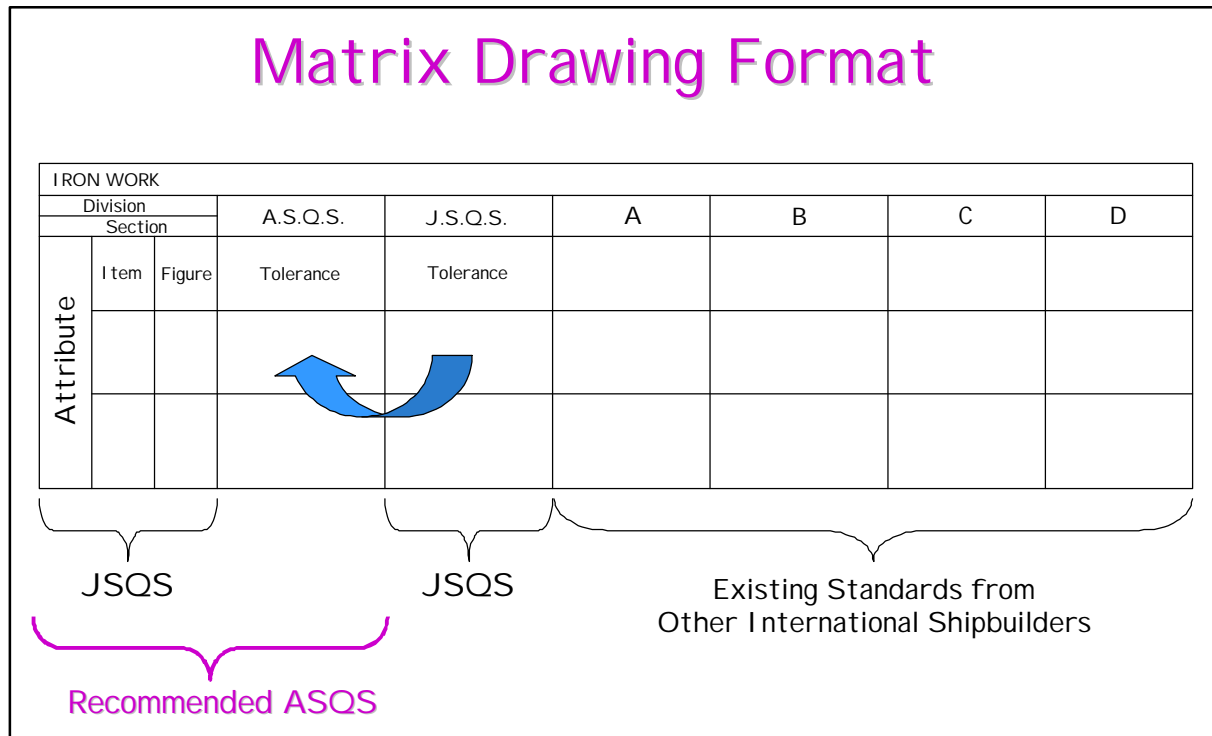 Matrix Drawing Format
IRON WORK
Division
Section
A.S.Q.S.
J.S.Q.S.
A
B
C
D
Attribute
Item
Figure
Tolerance
Tolerance
JSQS
JSQS
Existing Standards from
Other International Shipbuilders
Recommended ASQS